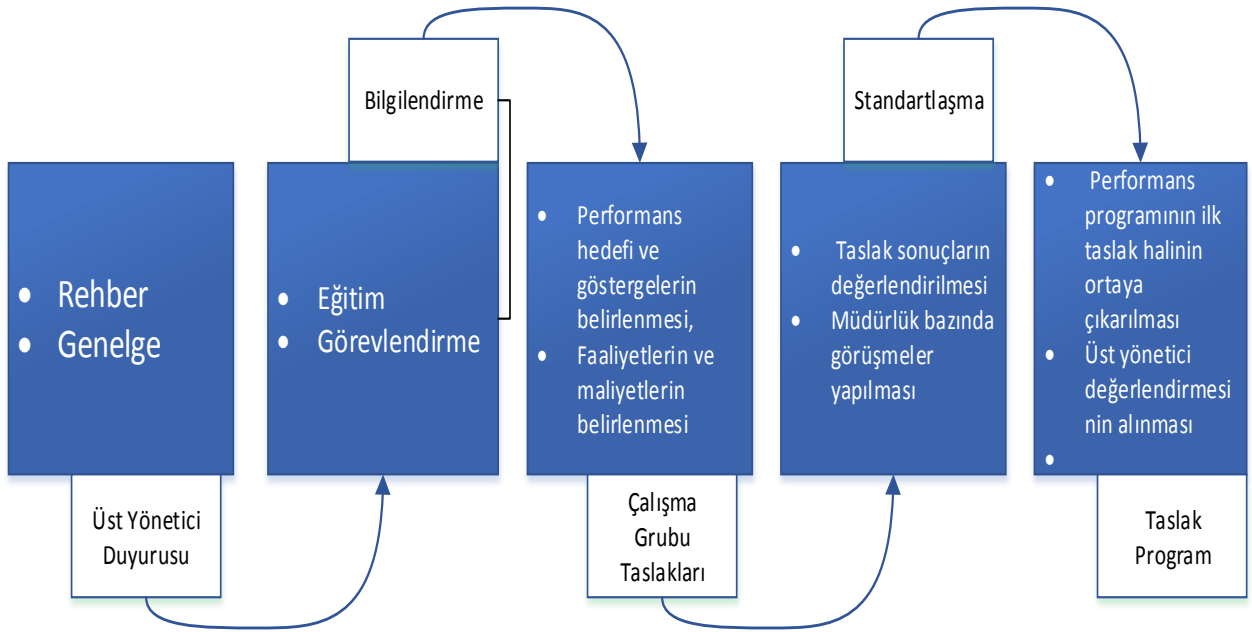 • Rehber
• Genelge
Üst Yönetici
Duyurusu
Bilgilendirme
• Eğitim
• Görevlendirme
• Performans
hedefi ve
göstergelerin
belirlenmesi,
• Faaliyetlerin ve
maliyetlerin
belirlenmesi
Çalışma
Grubu
Taslakları
Standartlaşma
• Taslak sonuçların
değerlendirilmesi
• Müdürlük bazında
görüşmeler
yapılması
• Performans
programının ilk
taslak halinin
ortaya
çıkarılması
• Üst yönetici
değerlendirmesi
nin alınması
•
Taslak
Program